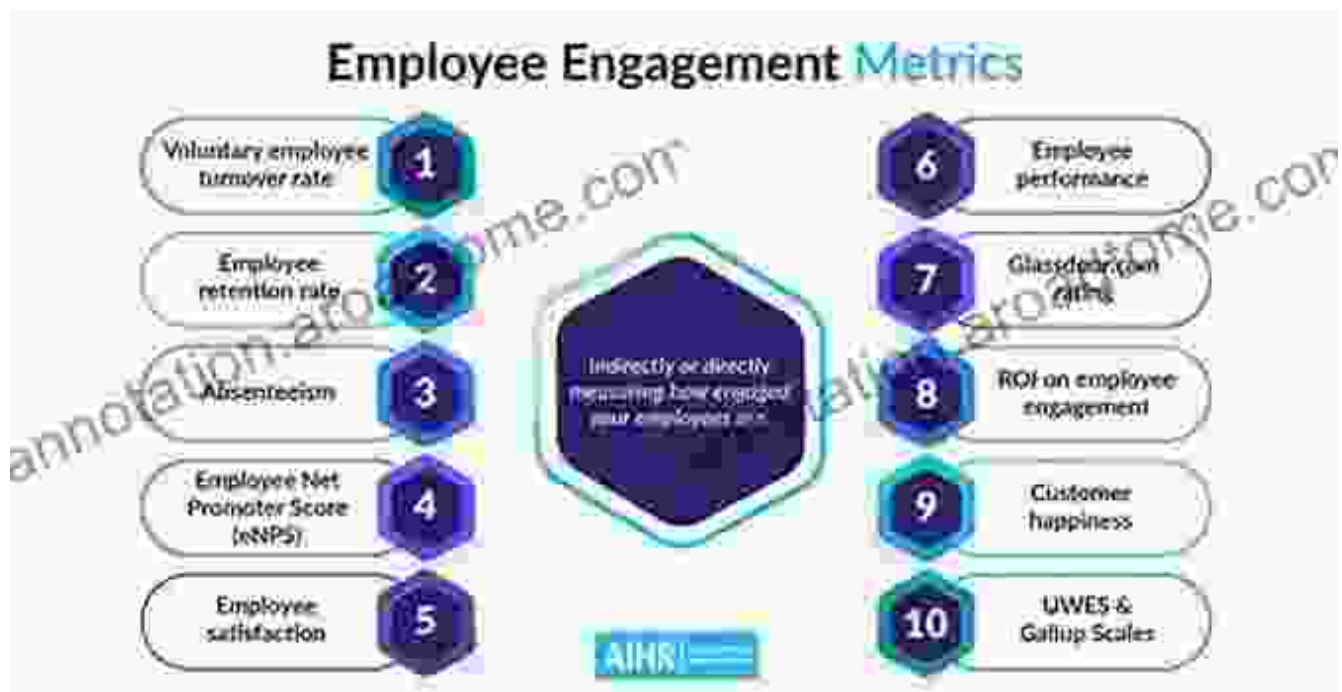 Employee Engagement Metrics
Voluntary employee
turnover rate
1
Employee
retention rate
2
Absenteeism
3
Employee Net
Promoter Score
(eNPS)
4
Employee
satisfaction
5
Indirectly or directly
measuring how engaged
your employees are
6
Employee
performance
7
Glassdoor.com
rating
8
ROI on employee
engagement
9
Customer
happiness
10
UWES &
Gallup Scales
AIHR
annotation.aroadtome.com